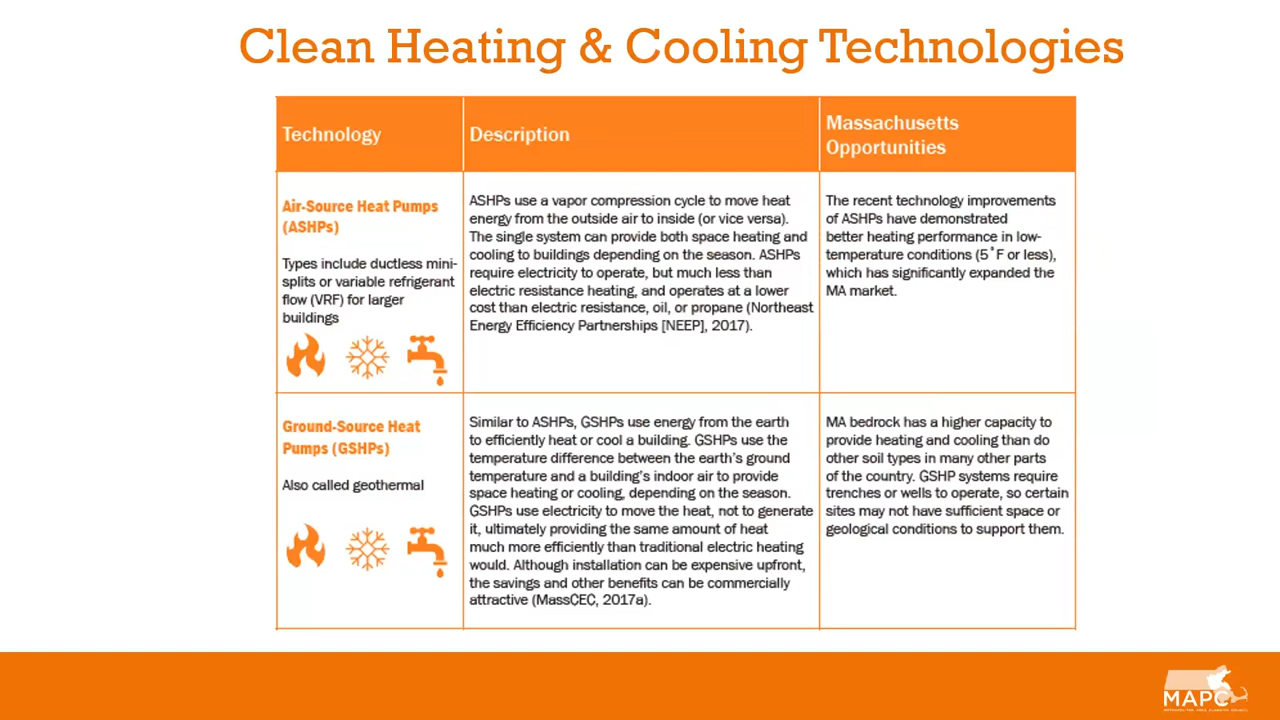 Clean Heating & Cooling Technologies
Technology
Description
Massachusetts
Opportunities
Air-Source Heat Pumps
(ASHPs)
Types include ductless mini-
splits or variable refrigerant
flow (VRF) for larger
buildings
ASHPs use a vapor compression cycle to move heat
energy from the outside air to inside (or vice versa).
The single system can provide both space heating and
cooling to buildings depending on the season. ASHPs
require electricity to operate, but much less than
electric resistance heating, and operates at a lower
cost than electric resistance, oil, or propane (Northeast
Energy Efficiency Partnerships [NEEP], 2017).
The recent technology improvements
of ASHPs have demonstrated
better heating performance in low-
temperature conditions (5˚F or less),
which has significantly expanded the
MA market.
Ground-Source Heat
Pumps (GSHPs)
Also called geothermal
Similar to ASHPs, GSHPs use energy from the earth
to efficiently heat or cool a building. GSHPs use the
temperature difference between the earth's ground
temperature and a building's indoor air to provide
space heating or cooling, depending on the season.
GSHPs use electricity to move the heat, not to generate
it, ultimately providing the same amount of heat
much more efficiently than traditional electric heating
would. Although installation can be expensive upfront,
the savings and other benefits can be commercially
attractive (MassCEC, 2017a).
MA bedrock has a higher capacity to
provide heating and cooling than do
other soil types in many other parts
of the country. GSHP systems require
trenches or wells to operate, so certain
sites may not have sufficient space or
geological conditions to support them.
MAPC